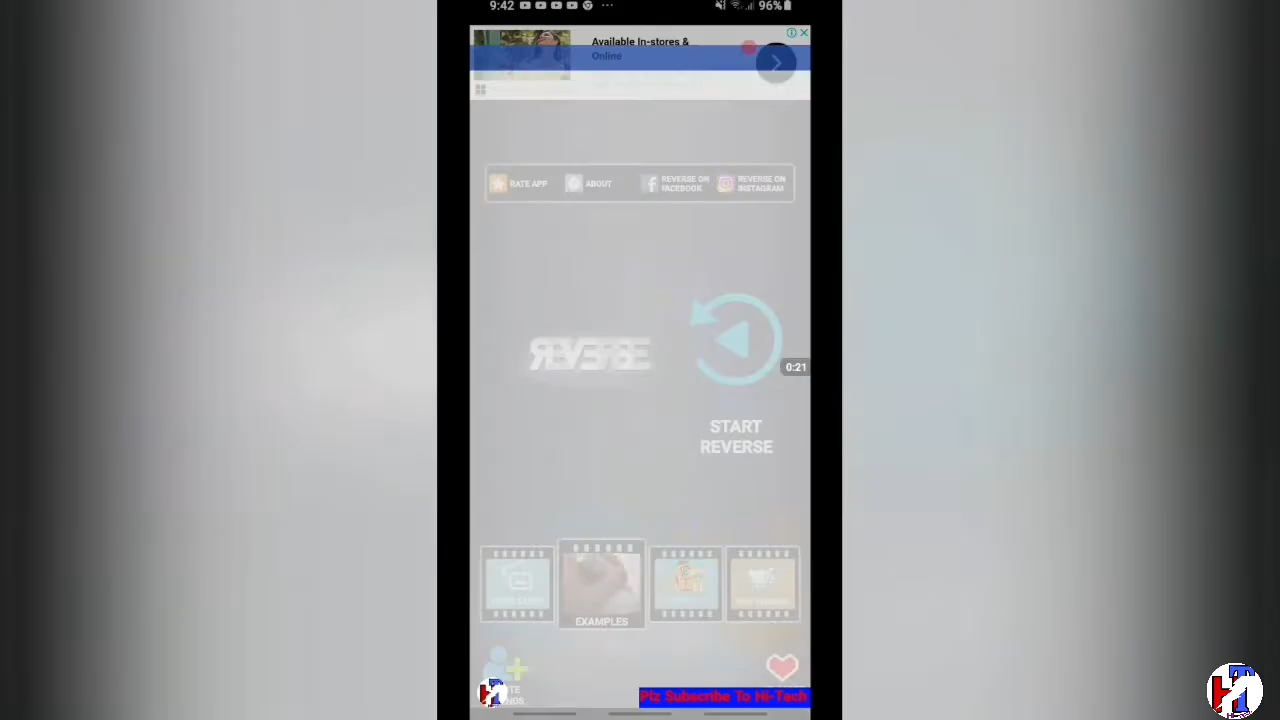 9:42
96%
Available In-stores &
Online
RATE APP
ABOUT
REVERSE ON
FACEBOOK
REVERSE ON
INSTAGRAM
REVERSE
0:21
START
REVERSE
EXAMPLES
Plz Subscribe To Hi-Tach